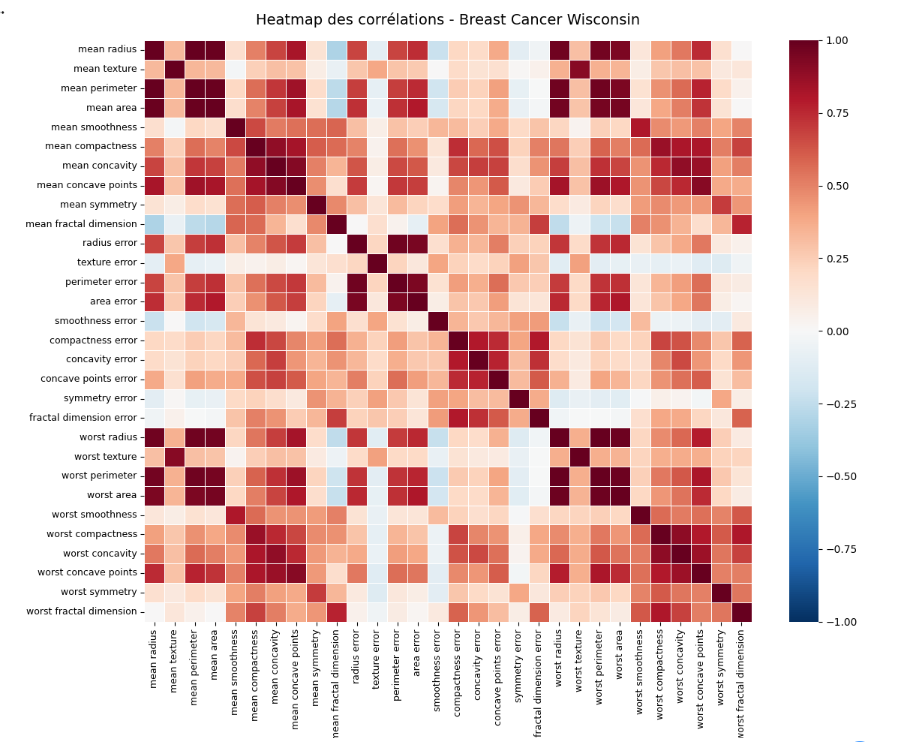 Heatmap des corrélations - Breast Cancer Wisconsin
mean radius
mean texture
mean perimeter
mean area
mean smoothness
mean compactness
mean concavity
mean concave points
mean symmetry
mean fractal dimension
radius error
texture error
perimeter error
area error
smoothness error
compactness error
concavity error
concave points error
symmetry error
fractal dimension error
worst radius
worst texture
worst perimeter
worst area
worst smoothness
worst compactness
worst concavity
worst concave points
worst symmetry
worst fractal dimension
mean radius
mean texture
mean perimeter
mean area
mean smoothness
mean compactness
mean concavity
mean concave points
mean symmetry
mean fractal dimension
radius error
texture error
perimeter error
area error
smoothness error
compactness error
concavity error
concave points error
symmetry error
fractal dimension error
worst radius
worst texture
worst perimeter
worst area
worst smoothness
worst compactness
worst concavity
worst concave points
worst symmetry
worst fractal dimension
1.00
0.75
0.50
0.25
0.00
−0.25
−0.50
−0.75
−1.00